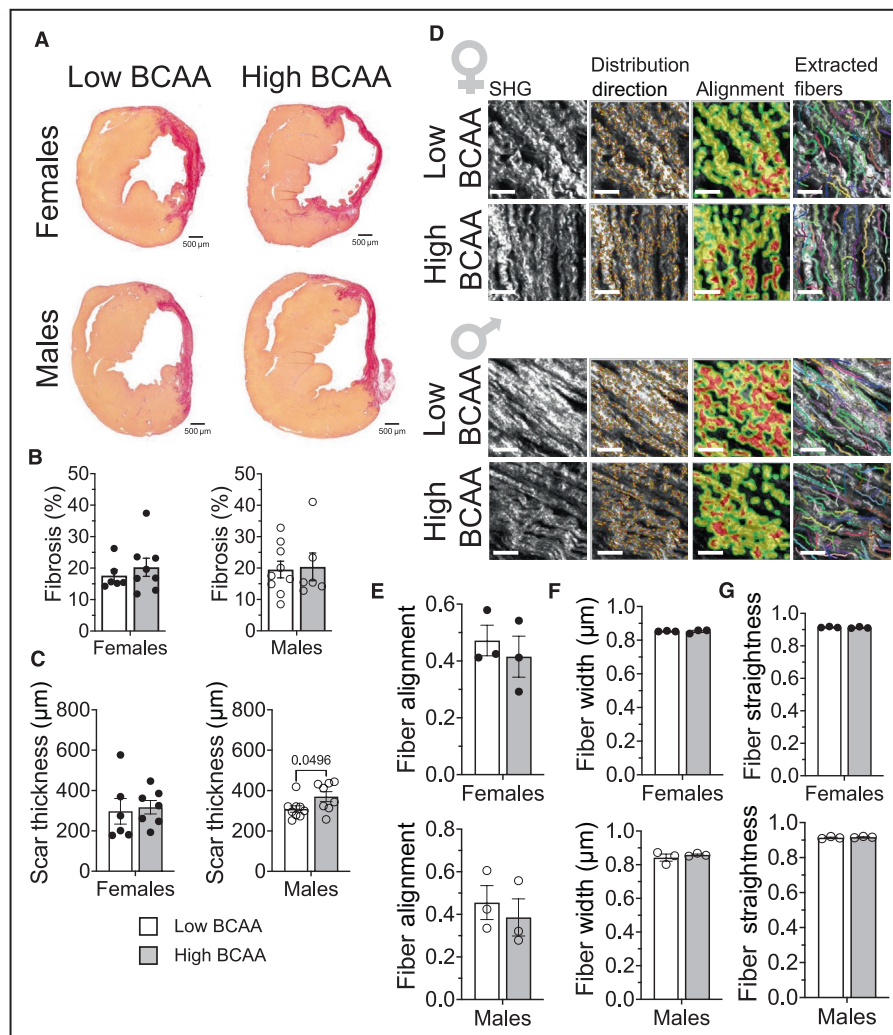 A
Low BCAA High BCAA
Females
500 µm
500 µm
Males
500 µm
500 µm
B
Fibrosis (%)
50
40
30
20
10
0
Females
Fibrosis (%)
50
40
30
20
10
0
Males
C
Scar thickness (µm)
800
600
400
200
0
Females
Scar thickness (µm)
800
600
400
200
0
0.0496
Males
Low BCAA
High BCAA
D
SHG
Distribution
direction
Alignment
Extracted
fibers
Low
BCAA
High
BCAA
Low
BCAA
High
BCAA
E
Fiber alignment
0.6
0.4
0.2
0.0
Females
Fiber alignment
0.6
0.4
0.2
0.0
Males
F
Fiber width (µm)
1.0
0.8
0.6
0.4
0.2
0.0
Females
Fiber width (µm)
1.0
0.8
0.6
0.4
0.2
0.0
Males
G
Fiber straightness
1.0
0.8
0.6
0.4
0.2
0.0
Females
Fiber straightness
1.0
0.8
0.6
0.4
0.2
0.0
Males